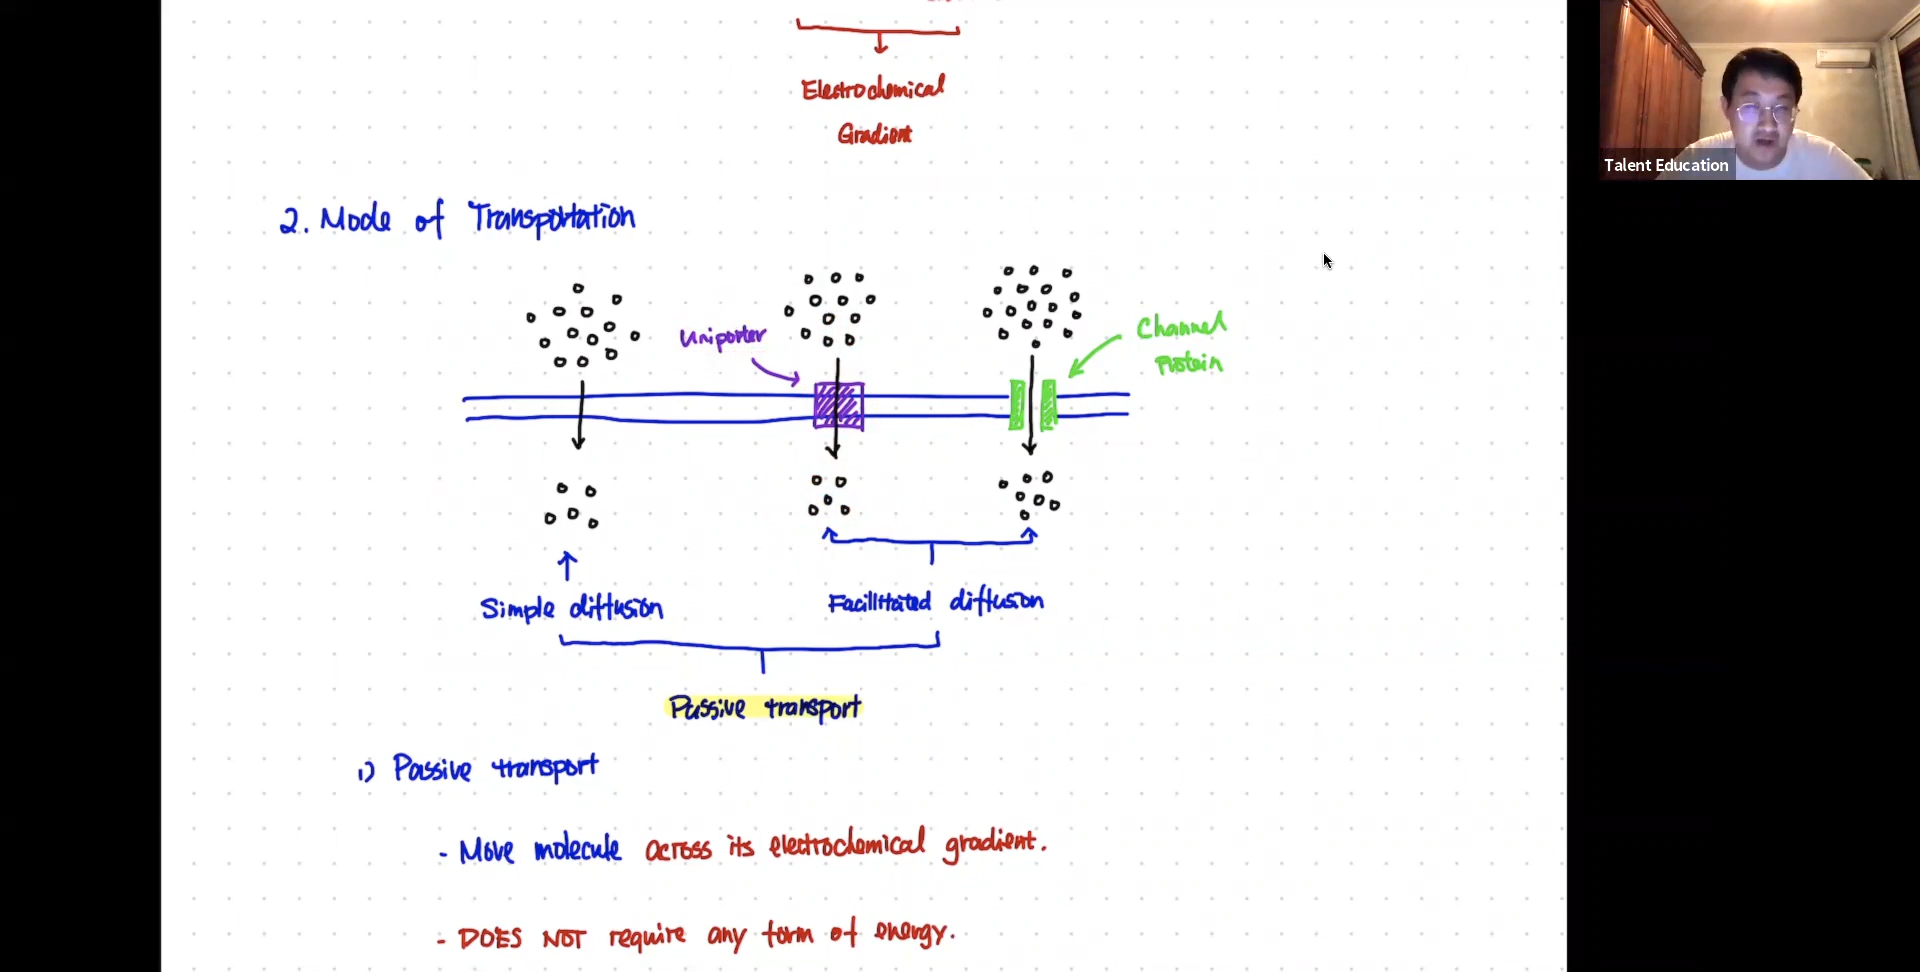 Electrochemical
Gradient
Talent Education
2. Mode of Transportation
Uniporter
Channel
Protein
Simple diffusion
Facilitated diffusion
Passive transport
1) Passive transport
- Move molecule across its electrochemical gradient.
- DOES NOT require any form of energy.